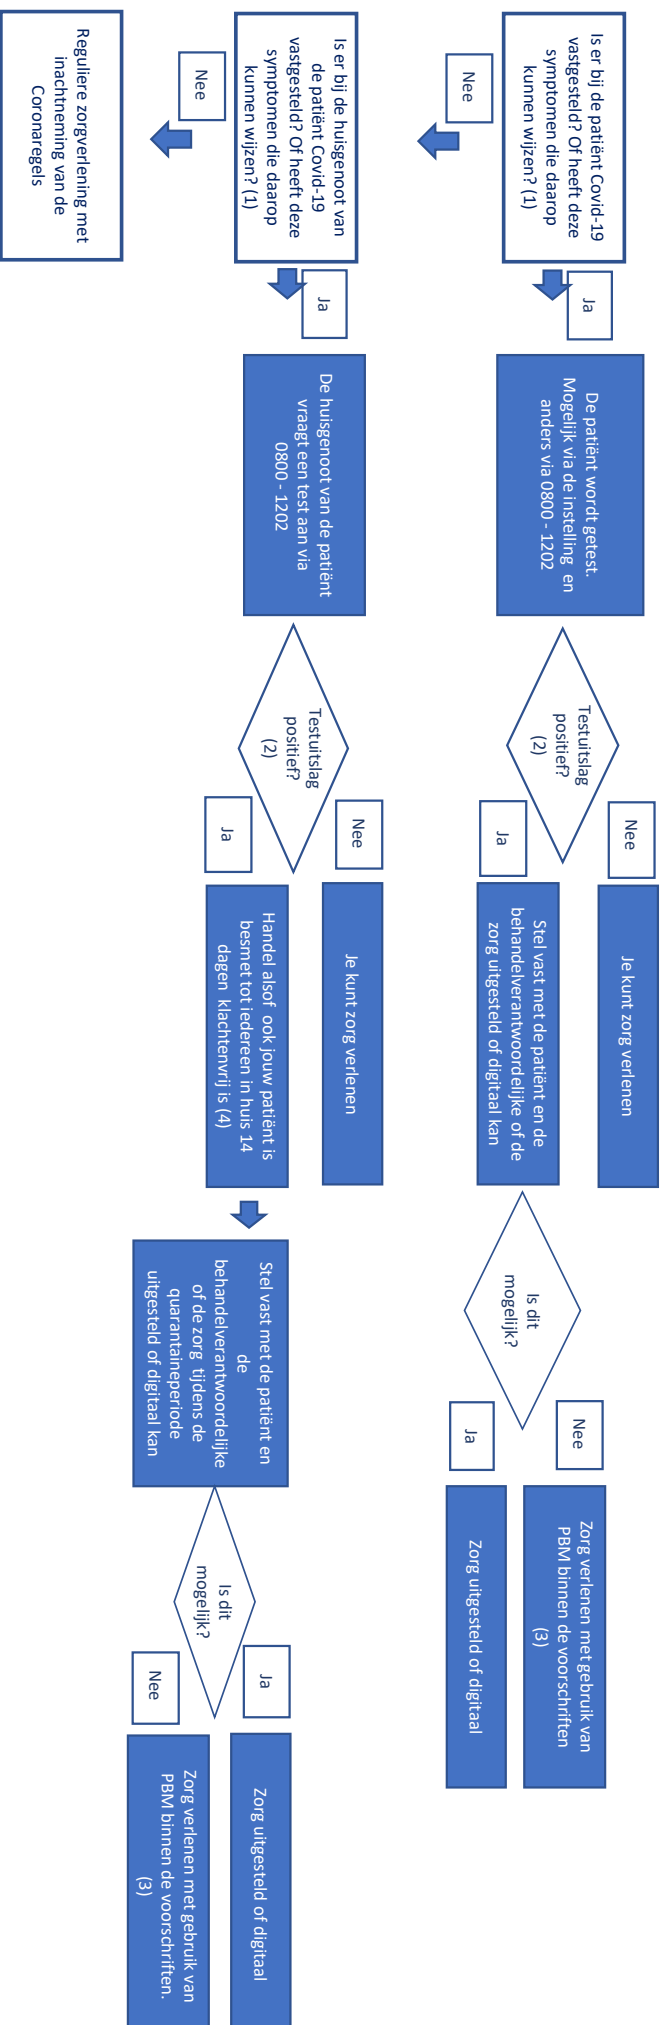 Is er bij de patiënt Covid-19
vastgesteld? Of heeft deze
symptomen die daarop
kunnen wijzen? (1)
Ja
De patiënt wordt getest.
Mogelijk via de instelling en
anders via 0800 - 1202
Testuitslag
positief?
(2)
Nee
Je kunt zorg verlenen
Ja
Stel vast met de patiënt en de
behandelverantwoordelijke of de
zorg uitgesteld of digitaal kan
Is dit
mogelijk?
Nee
Zorg verlenen met gebruik van
PBM binnen de voorschriften
(3)
Ja
Zorg uitgesteld of digitaal
Nee
Is er bij de huisgenoot van
de patiënt Covid-19
vastgesteld? Of heeft deze
symptomen die daarop
kunnen wijzen? (1)
Ja
De huisgenoot van de patiënt
vraagt een test aan via
0800 - 1202
Testuitslag
positief?
(2)
Nee
Je kunt zorg verlenen
Ja
Handel alsof ook jouw patiënt is
besmet tot iedereen in huis 14
dagen klachtenvrij is (4)
Stel vast met de patiënt en
de
behandelverantwoordelijke
of de zorg tijdens de
quarantaineperiode
uitgesteld of digitaal kan
Is dit
mogelijk?
Ja
Zorg uitgesteld of digitaal
Nee
Zorg verlenen met gebruik van
PBM binnen de voorschriften.
(3)
Nee
Reguliere zorgverlening met
inachtneming van de
Coronaregels